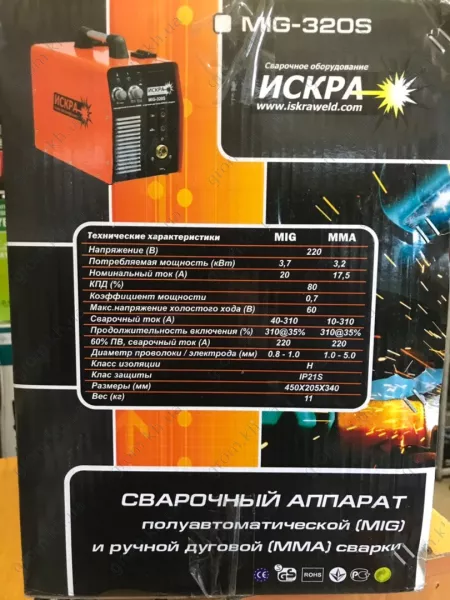 MIG-320S
Сварочное оборудование
ИСКРА
www.iskraweld.com
ИСКРА
MIG-320S
Технические характеристики MIG MMA
Напряжение (В) 220
Потребляемая мощность (кВт) 3,7 3,2
Номинальный ток (А) 20 17,5
КПД (%) 80
Коэффициент мощности 0,7
Макс.напряжение холостого хода (В) 60
Сварочный ток (А) 40-310 10-310
Продолжительность включения (%) 310@35% 310@35%
60% ПВ, сварочный ток (А) 220 220
Диаметр проволоки / электрода (мм) 0.8 - 1.0 1.0 - 5.0
Класс изоляции H
Клас защиты IP21S
Размеры (мм) 450X205X340
Вес (кг) 11
СВАРОЧНЫЙ АППАРАТ
полуавтоматической (MIG)
и ручной дуговой (MMA) сварки
CE GS ROHS